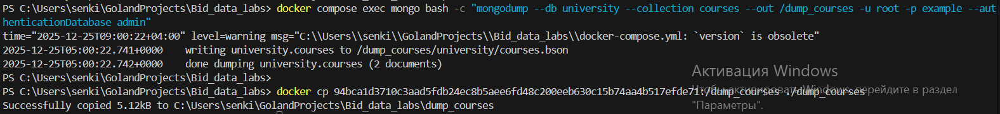 PS C:\Users\senki\GolandProjects\Bid_data_labs> docker compose exec mongo bash -c "mongodump --db university --collection courses --out /dump_courses -u root -p example --aut
henticationDatabase admin"
time="2025-12-25T09:00:22+04:00" level=warning msg="C:\\Users\\senki\\GolandProjects\\Bid_data_labs\\docker-compose.yml: `version` is obsolete"
2025-12-25T05:00:22.741+0000    writing university.courses to /dump_courses/university/courses.bson
2025-12-25T05:00:22.742+0000    done dumping university.courses (2 documents)
PS C:\Users\senki\GolandProjects\Bid_data_labs>
PS C:\Users\senki\GolandProjects\Bid_data_labs> docker cp 94bca1d3710c3aad5fdb24ec8b5aee6fd48c200eeb630c15b74aa4b517efde71:/dump_courses ./dump_courses
Successfully copied 5.12kB to C:\Users\senki\GolandProjects\Bid_data_labs\dump_courses
Активация Windows
Чтобы активировать Windows, перейдите в раздел
"Параметры".